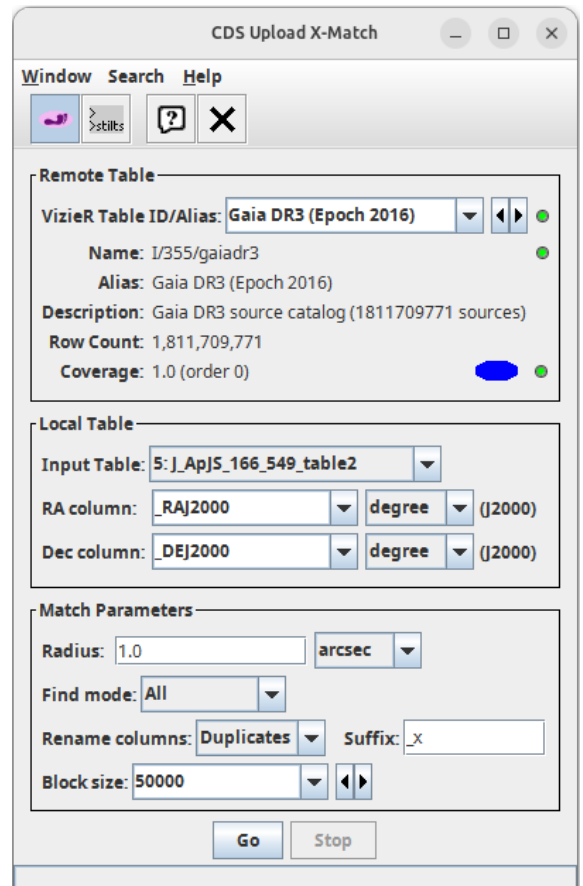 CDS Upload X-Match
Window Search Help
>
>stilts
Remote Table
VizieR Table ID/Alias: Gaia DR3 (Epoch 2016)
Name: I/355/gaiadr3
Alias: Gaia DR3 (Epoch 2016)
Description: Gaia DR3 source catalog (1811709771 sources)
Row Count: 1,811,709,771
Coverage: 1.0 (order 0)
Local Table
Input Table: 5: J_ApJS_166_549_table2
RA column: _RAJ2000 degree (J2000)
Dec column: _DEJ2000 degree (J2000)
Match Parameters
Radius: 1.0 arcsec
Find mode: All
Rename columns: Duplicates Suffix: _x
Block size: 50000
Go Stop